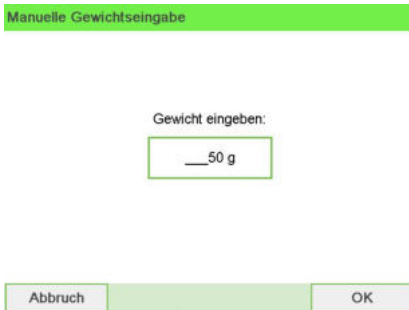 Manuelle Gewichtseingabe
Gewicht eingeben:
___50 g
Abbruch
OK